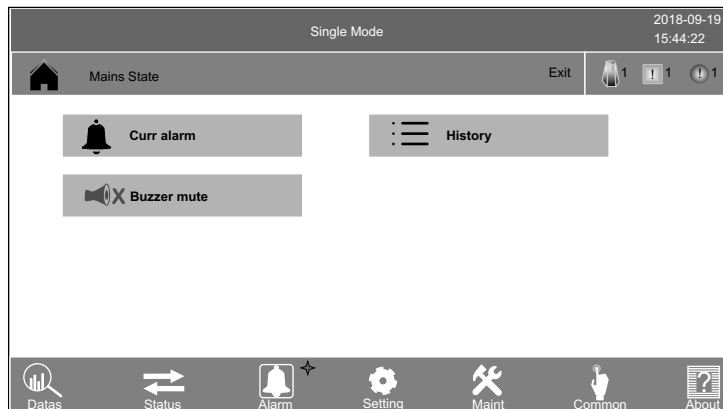 Single Mode
2018-09-19
15:44:22
Mains State
Exit
1
! 1
! 1
Curr alarm
History
Buzzer mute
Datas
Status
Alarm
Setting
Maint
Common
? About